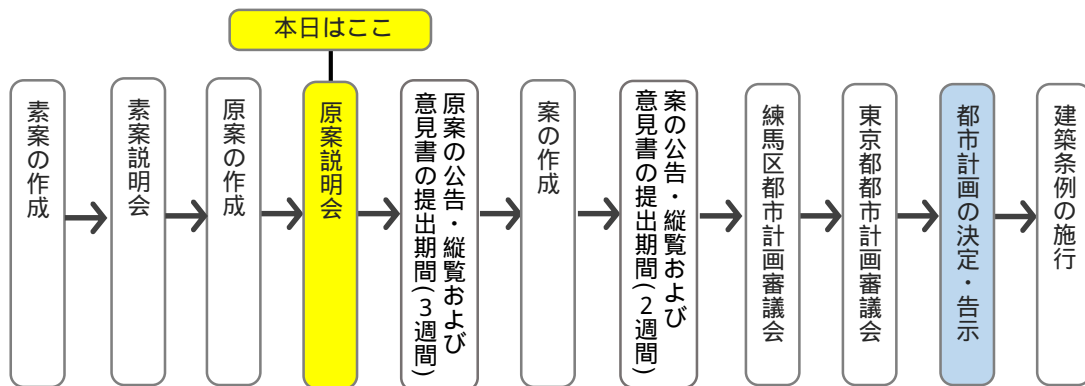 本日はここ
素案の作成
素案説明会
原案の作成
原案説明会
原案の公告・縦覧および
意見書の提出期間(3週間)
案の作成
案の公告・縦覧および
意見書の提出期間(2週間)
練馬区都市計画審議会
東京都都市計画審議会
都市計画の決定・告示
建築条例の施行